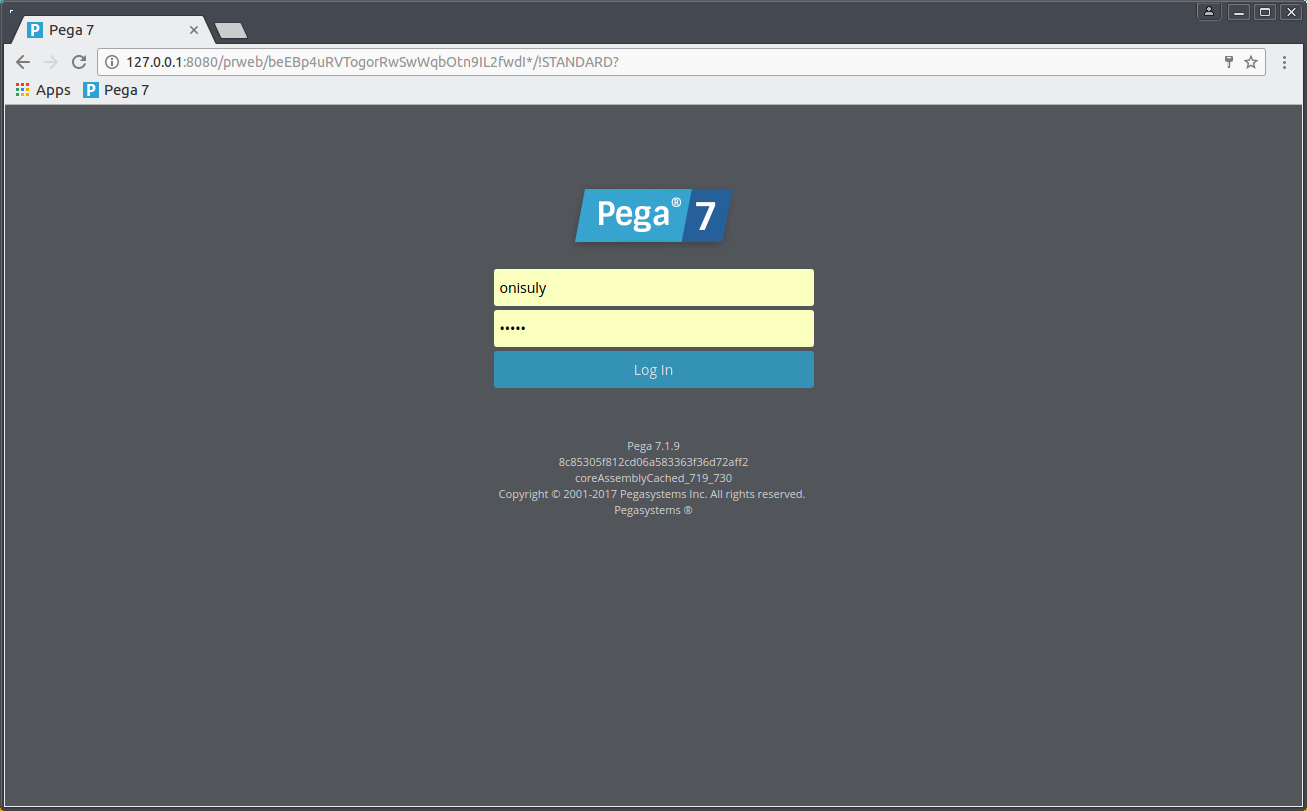 Pega 7
127.0.0.1:8080/prweb/beEBp4uRVTogorRwSwWqbOtn9IL2fwdI*/!STANDARD?
Apps Pega 7
Pega® 7
onisuly
•••••
Log In
Pega 7.1.9
8c85305f812cd06a583363f36d72aff2
coreAssemblyCached_719_730
Copyright © 2001-2017 Pegasystems Inc. All rights reserved.
Pegasystems ®